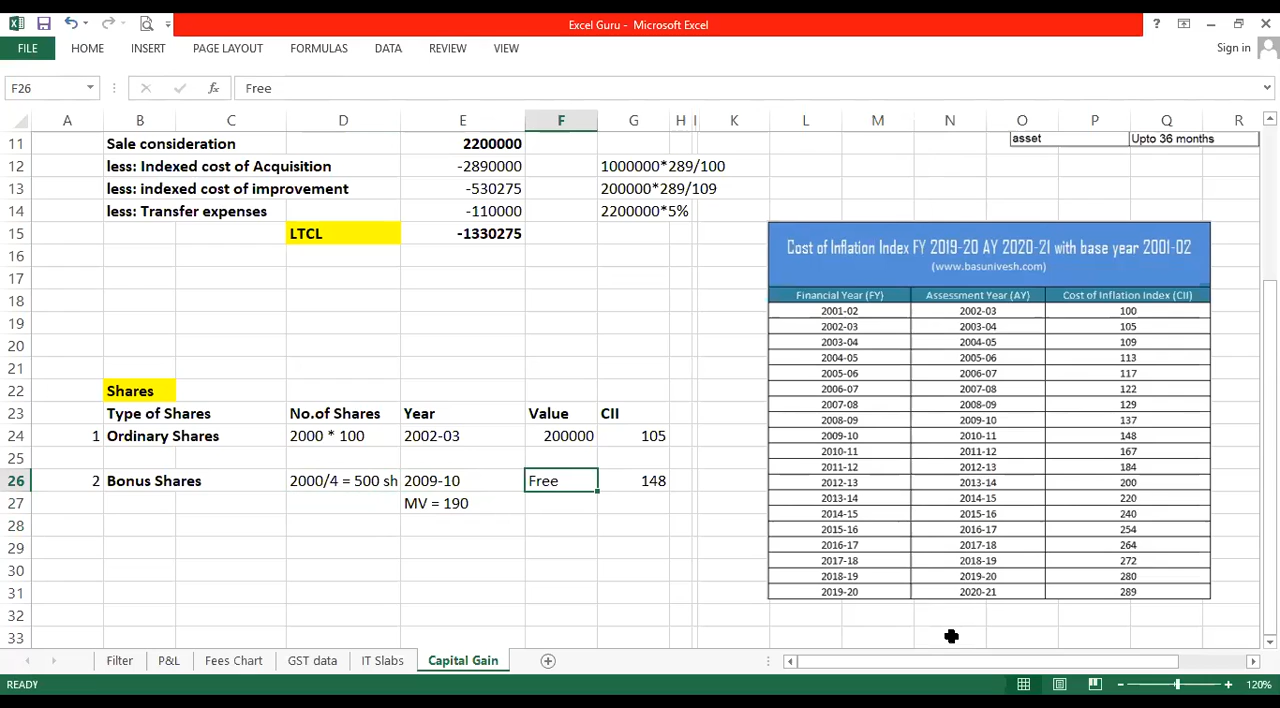 Excel Guru - Microsoft Excel
?
FILE HOME INSERT PAGE LAYOUT FORMULAS DATA REVIEW VIEW Sign in
F26 fx Free
A B C D E F G H I K L M N O P Q R
11 Sale consideration 2200000 asset Upto 36 months
12 less: Indexed cost of Acquisition -2890000 1000000*289/100
13 less: indexed cost of improvement -530275 200000*289/109
14 less: Transfer expenses -110000 2200000*5%
15 LTCL -1330275
16
17
18
19
20
21
22 Shares
23 Type of Shares No.of Shares Year Value CII
24 1 Ordinary Shares 2000 * 100 2002-03 200000 105
25
26 2 Bonus Shares 2000/4 = 500 sh 2009-10 Free 148
27 MV = 190
28
29
30
31
32
33
Cost of Inflation Index FY 2019-20 AY 2020-21 with base year 2001-02
(www.basunivesh.com)
Financial Year (FY) Assessment Year (AY) Cost of Inflation Index (CII)
2001-02 2002-03 100
2002-03 2003-04 105
2003-04 2004-05 109
2004-05 2005-06 113
2005-06 2006-07 117
2006-07 2007-08 122
2007-08 2008-09 129
2008-09 2009-10 137
2009-10 2010-11 148
2010-11 2011-12 167
2011-12 2012-13 184
2012-13 2013-14 200
2013-14 2014-15 220
2014-15 2015-16 240
2015-16 2016-17 254
2016-17 2017-18 264
2017-18 2018-19 272
2018-19 2019-20 280
2019-20 2020-21 289
Filter P&L Fees Chart GST data IT Slabs Capital Gain
READY 120%